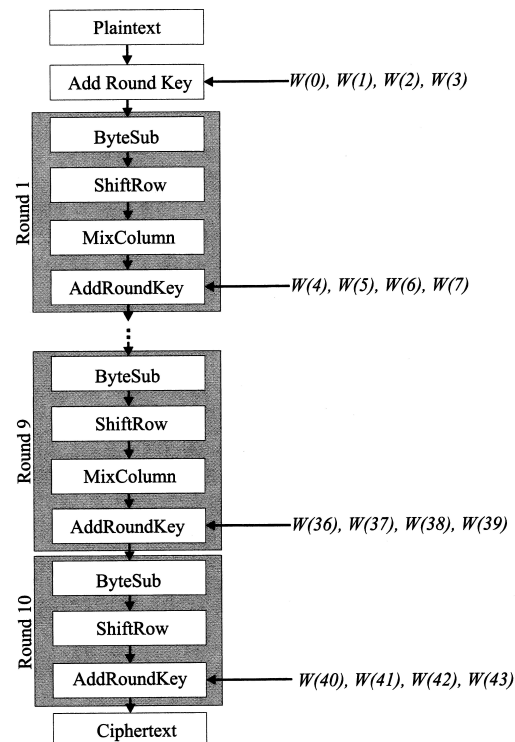 Plaintext
Add Round Key
W(0), W(1), W(2), W(3)
Round 1
ByteSub
ShiftRow
MixColumn
AddRoundKey
W(4), W(5), W(6), W(7)
Round 9
ByteSub
ShiftRow
MixColumn
AddRoundKey
W(36), W(37), W(38), W(39)
Round 10
ByteSub
ShiftRow
AddRoundKey
W(40), W(41), W(42), W(43)
Ciphertext